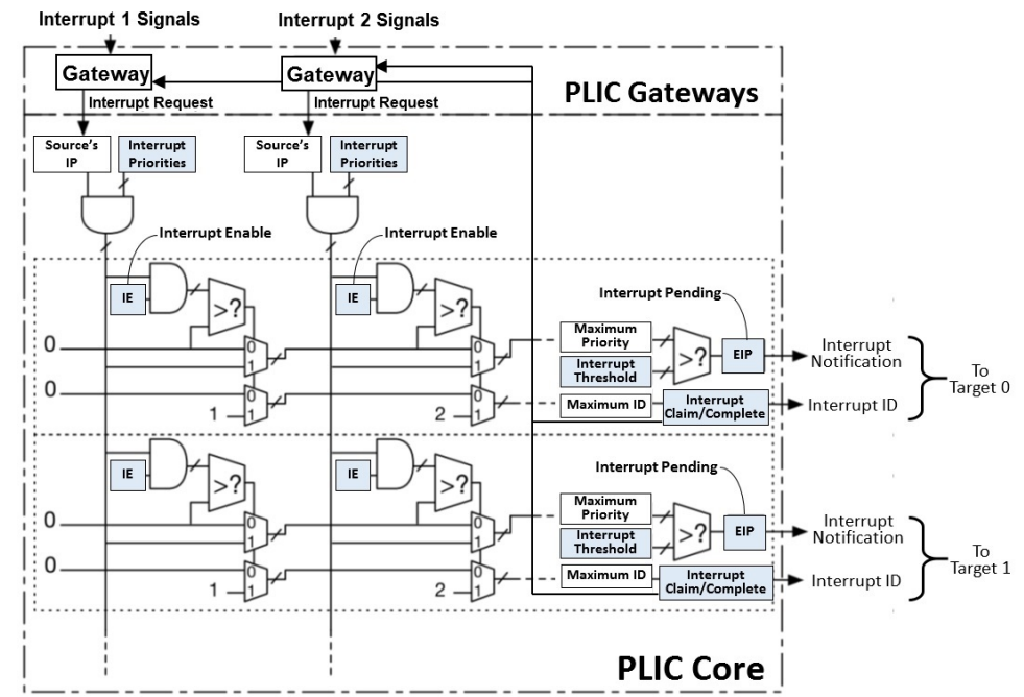 Interrupt 1 Signals
Interrupt 2 Signals
Gateway
Gateway
PLIC Gateways
Interrupt Request
Interrupt Request
Source's
IP
Interrupt
Priorities
Source's
IP
Interrupt
Priorities
Interrupt Enable
Interrupt Enable
IE
>?
IE
>?
Interrupt Pending
0
0
1
0
1
Maximum
Priority
Interrupt
Threshold
>?
EIP
Interrupt
Notification
To
Target 0
0
1
0
1
2
0
1
Maximum ID
Interrupt
Claim/Complete
Interrupt ID
IE
>?
IE
>?
Interrupt Pending
0
0
1
0
1
Maximum
Priority
Interrupt
Threshold
>?
EIP
Interrupt
Notification
To
Target 1
0
1
0
1
2
0
1
Maximum ID
Interrupt
Claim/Complete
Interrupt ID
PLIC Core